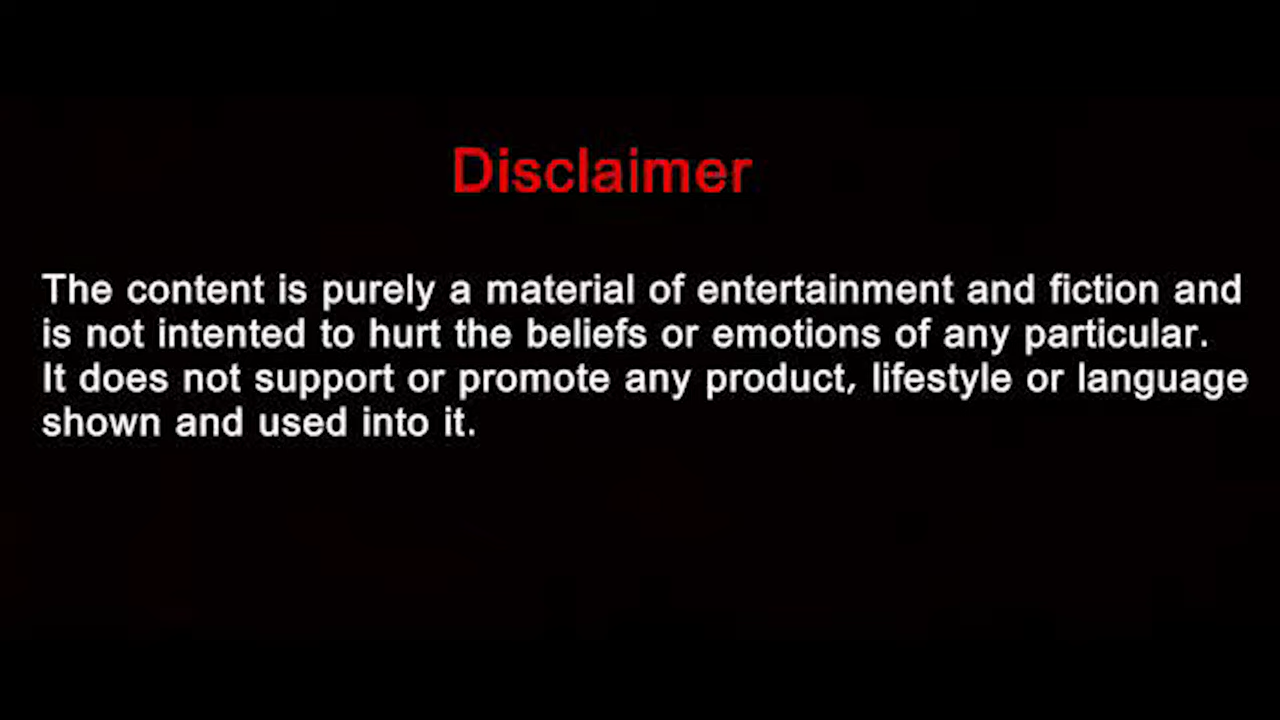 Disclaimer
The content is purely a material of entertainment and fiction and
is not intented to hurt the beliefs or emotions of any particular.
It does not support or promote any product, lifestyle or language
shown and used into it.